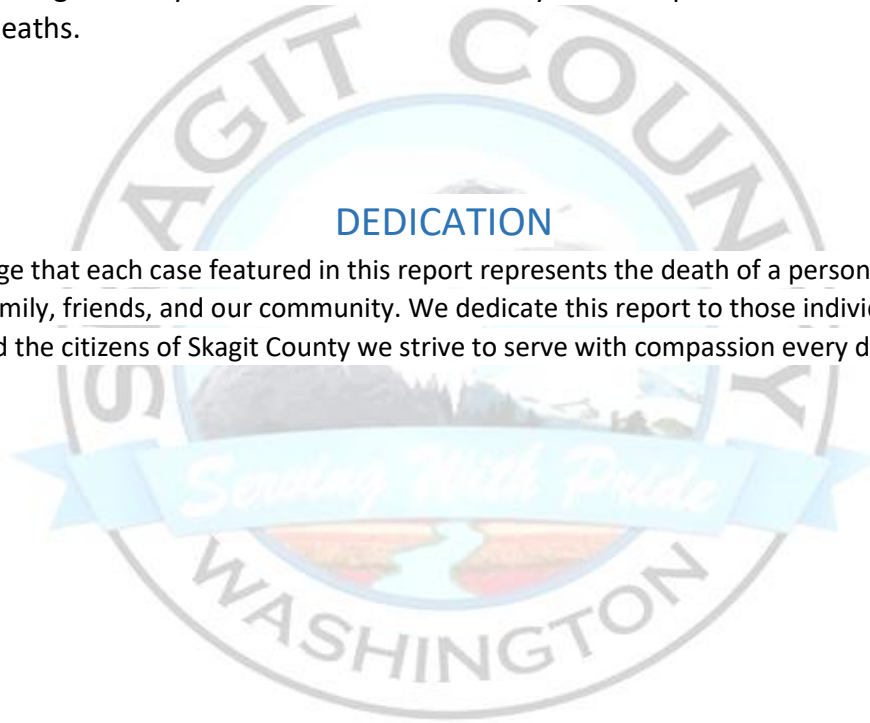 eaths.
SKAGIT COUNTY
DEDICATION
ge that each case featured in this report represents the death of a person
mily, friends, and our community. We dedicate this report to those indivi
d the citizens of Skagit County we strive to serve with compassion every d
Serving With Pride
WASHINGTON